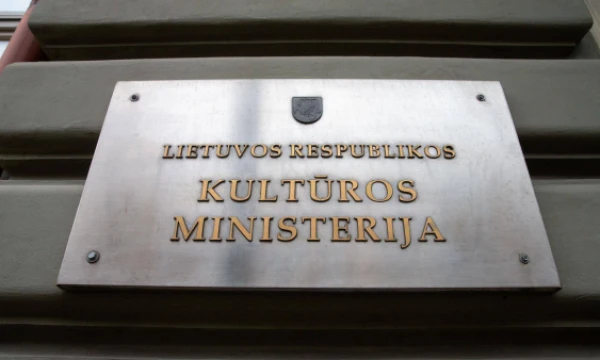 LIETUVOS RESPUBLIKOS
KULTŪROS
MINISTERIJA